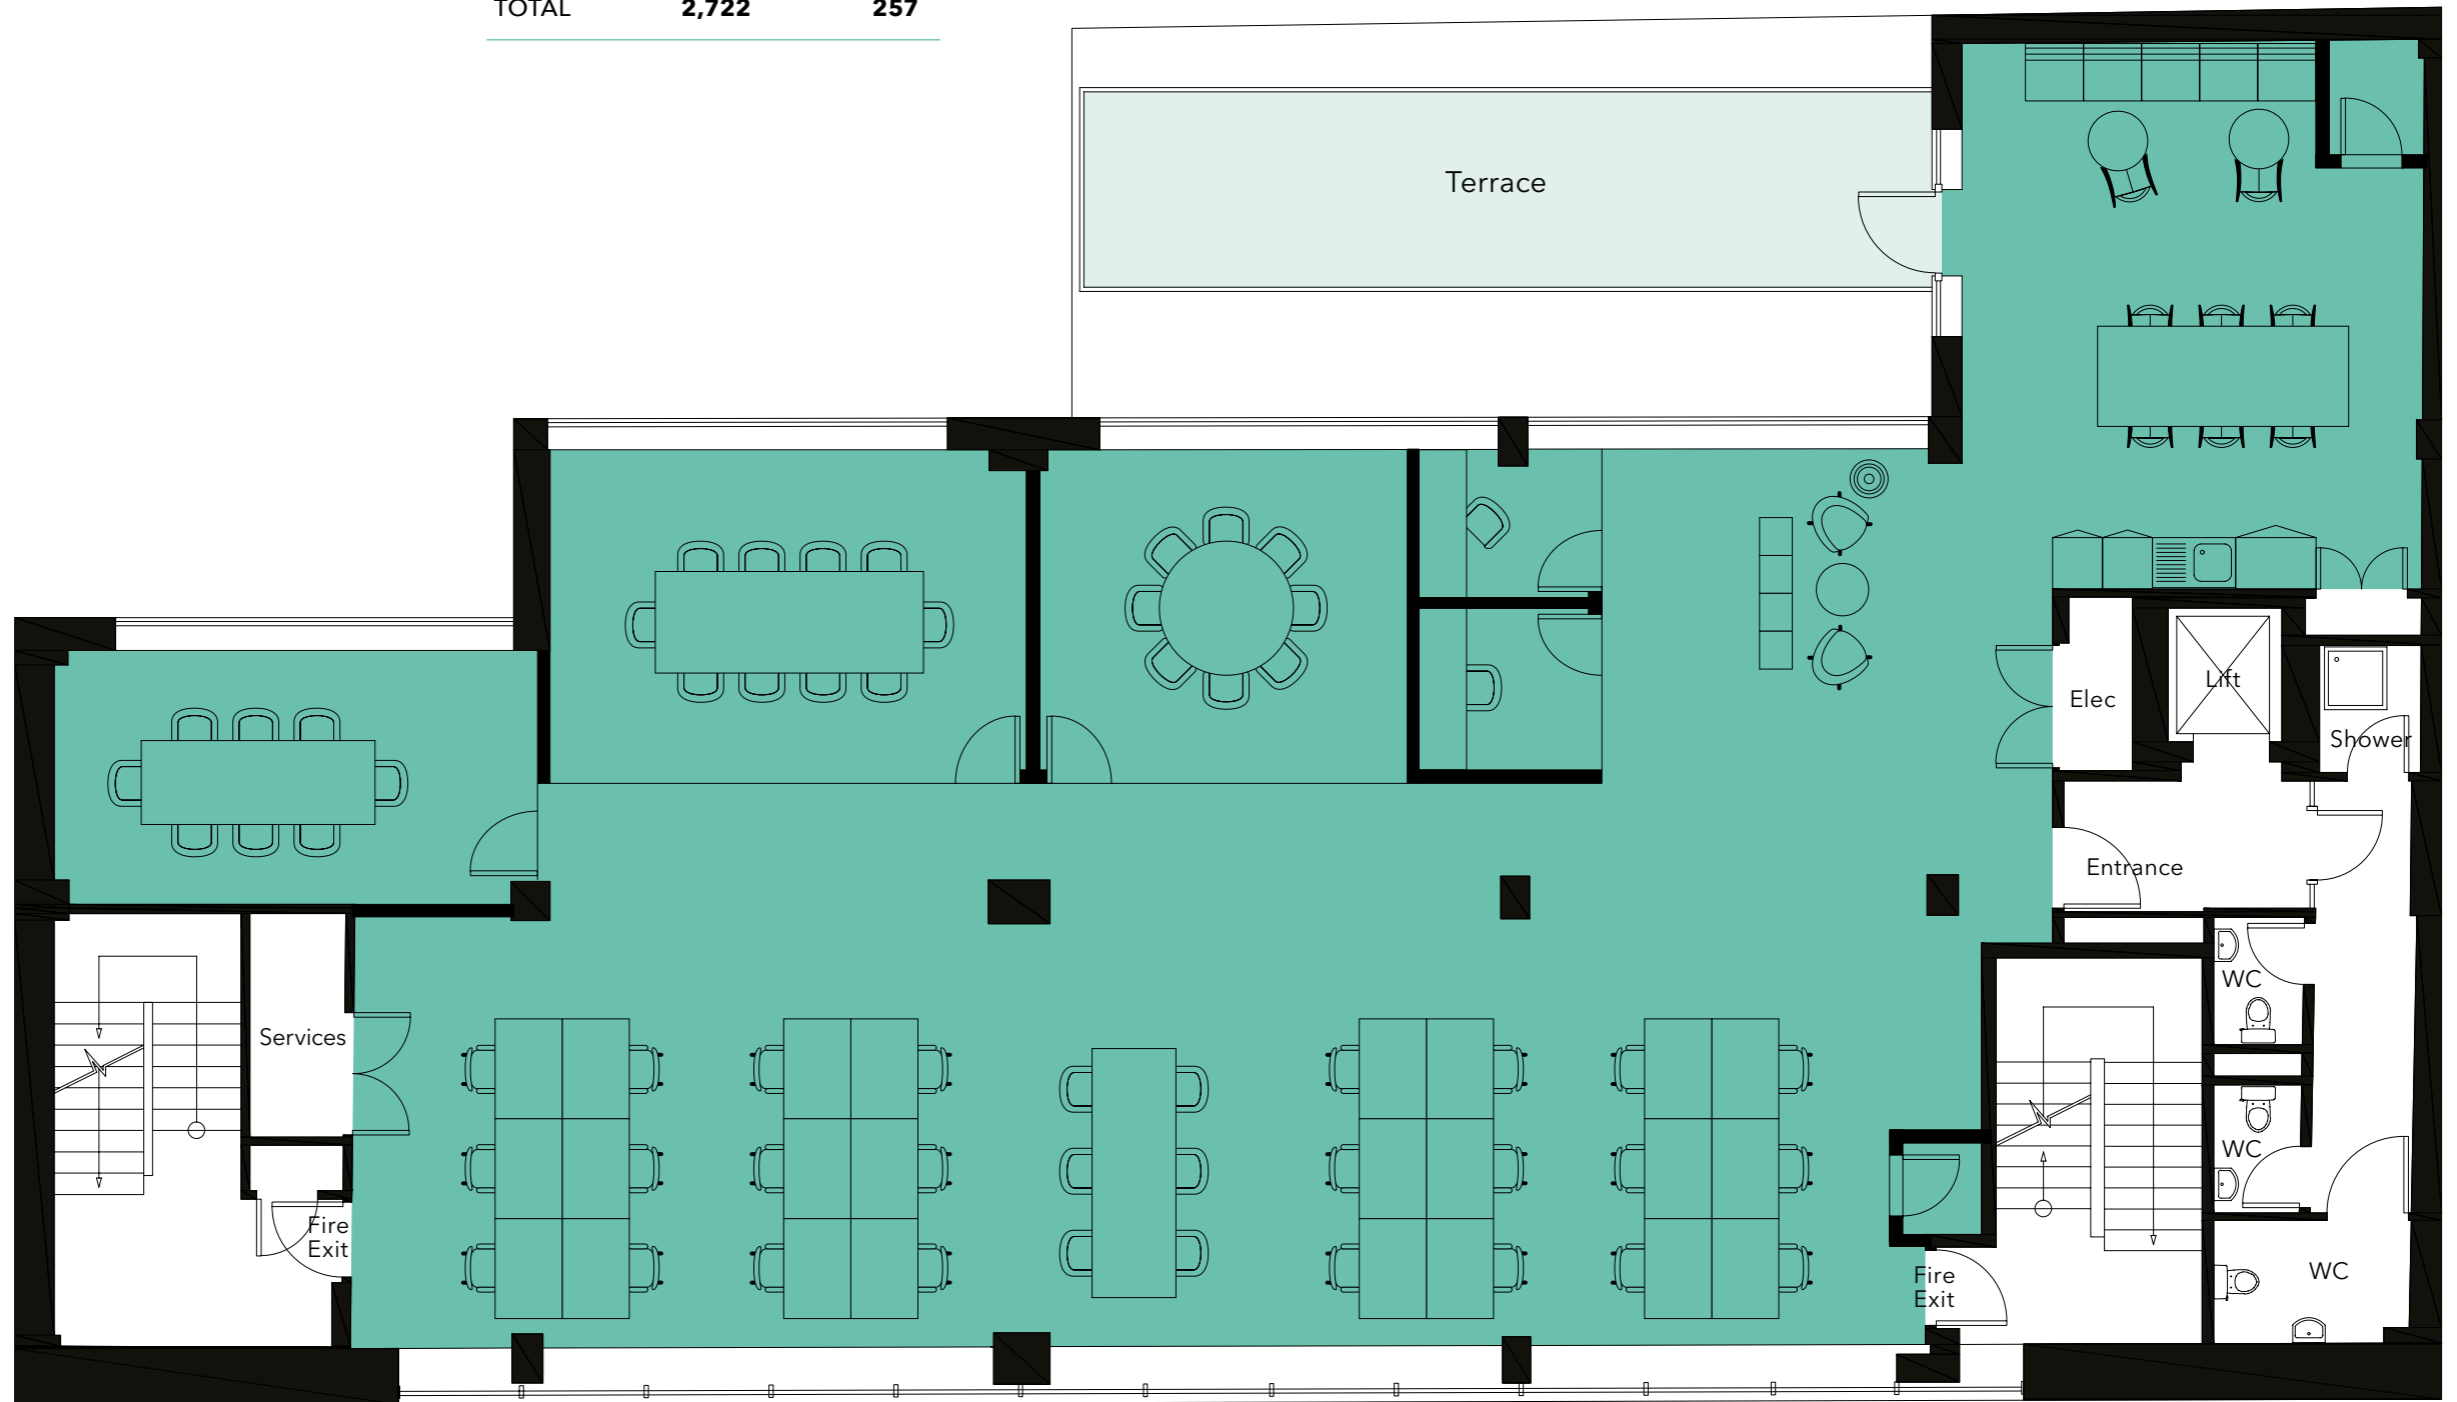 TOTAL 2,722 257
Terrace
Lift
Elec
Shower
Entrance
WC
Services
WC
Fire
Exit
Fire
Exit
WC